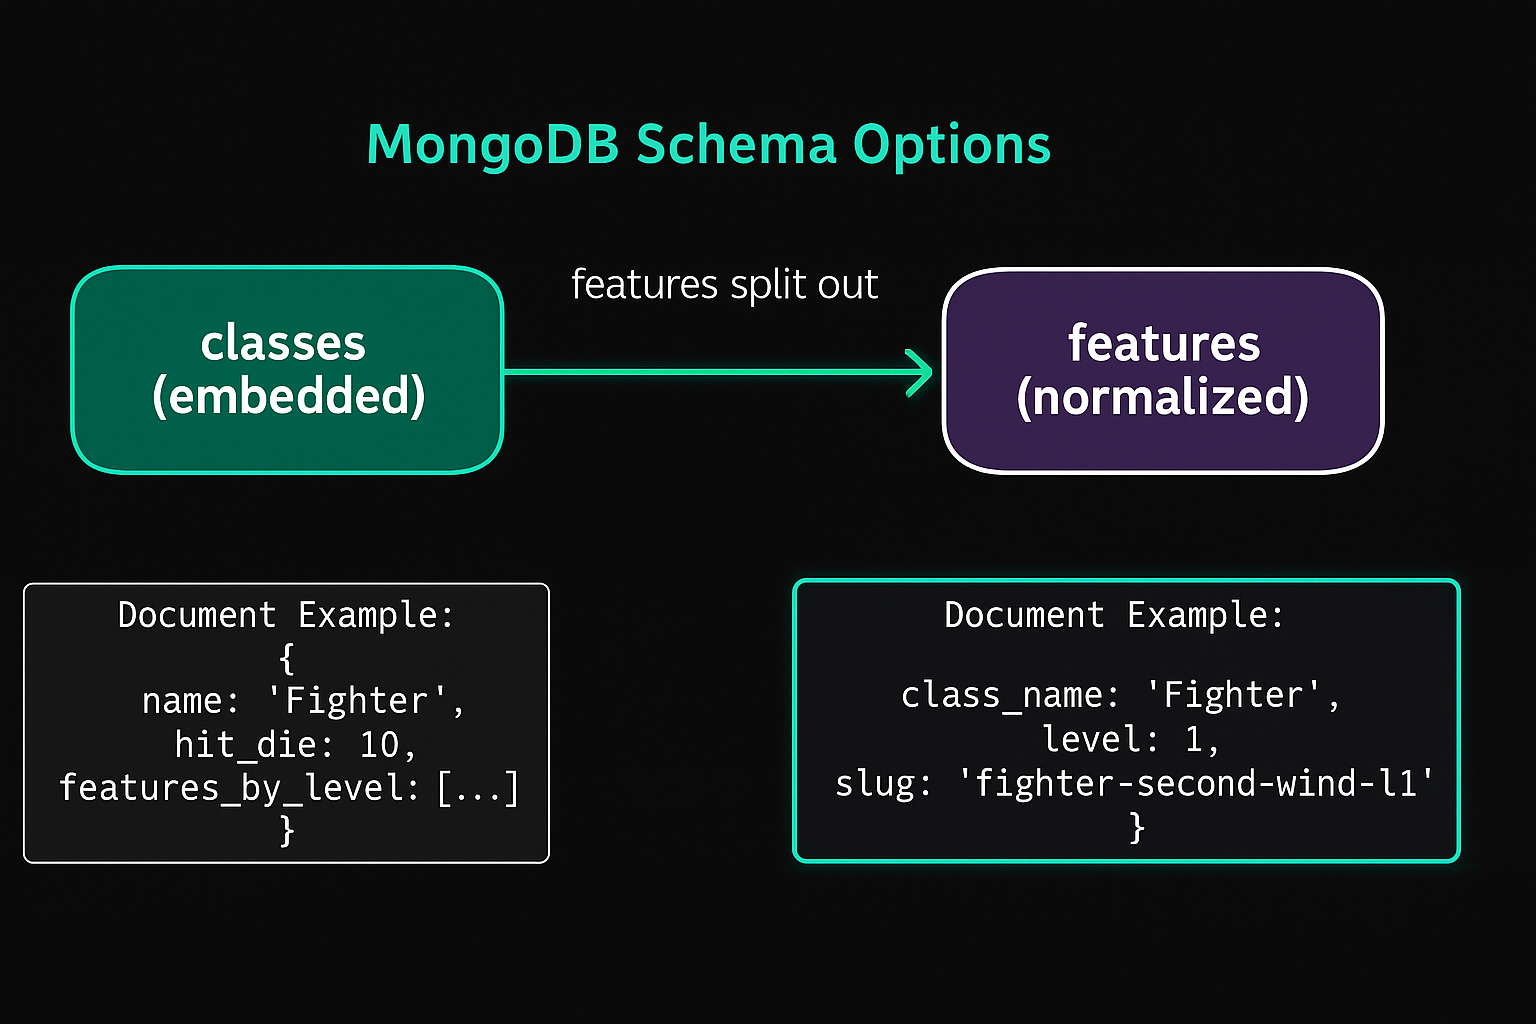 MongoDB Schema Options
classes
(embedded)
features split out
features
(normalized)
Document Example:
{
name: 'Fighter',
hit_die: 10,
features_by_level: [...]
}
Document Example:
class_name: 'Fighter',
level: 1,
slug: 'fighter-second-wind-l1'
}